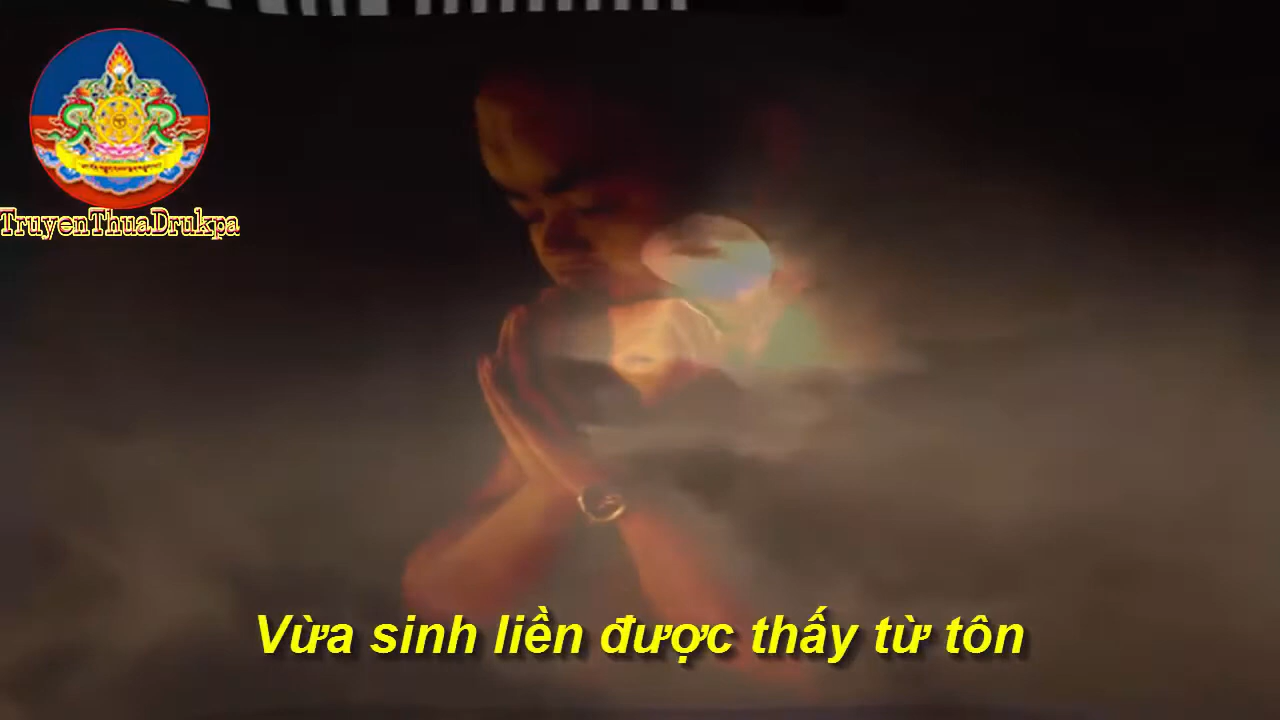 TruyenThuaDrukpa
Vừa sinh liền được thấy từ tôn